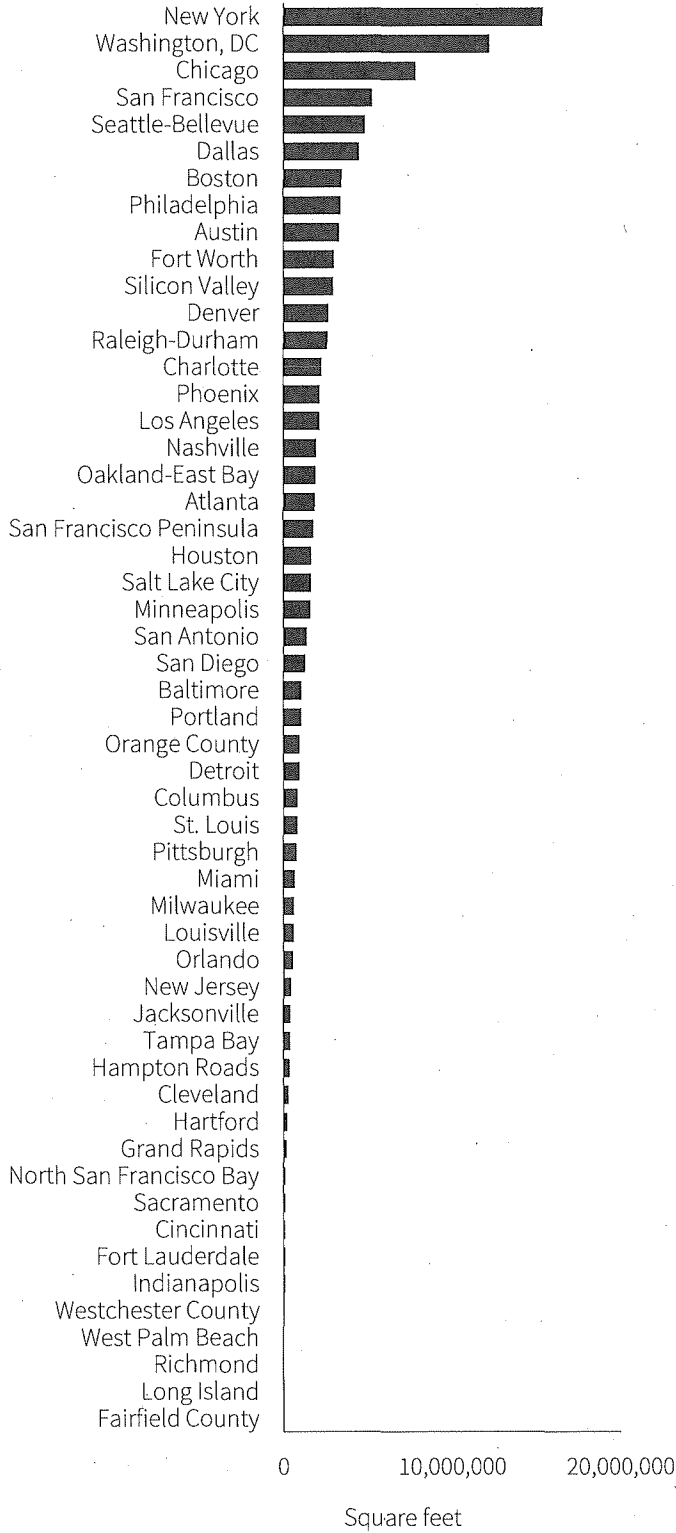 New York
Washington, DC
Chicago
San Francisco
Seattle-Bellevue
Dallas
Boston
Philadelphia
Austin
Fort Worth
Silicon Valley
Denver
Raleigh-Durham
Charlotte
Phoenix
Los Angeles
Nashville
Oakland-East Bay
Atlanta
San Francisco Peninsula
Houston
Salt Lake City
Minneapolis
San Antonio
San Diego
Baltimore
Portland
Orange County
Detroit
Columbus
St. Louis
Pittsburgh
Miami
Milwaukee
Louisville
Orlando
New Jersey
Jacksonville
Tampa Bay
Hampton Roads
Cleveland
Hartford
Grand Rapids
North San Francisco Bay
Sacramento
Cincinnati
Fort Lauderdale
Indianapolis
Westchester County
West Palm Beach
Richmond
Long Island
Fairfield County
0 10,000,000 20,000,000
Square feet